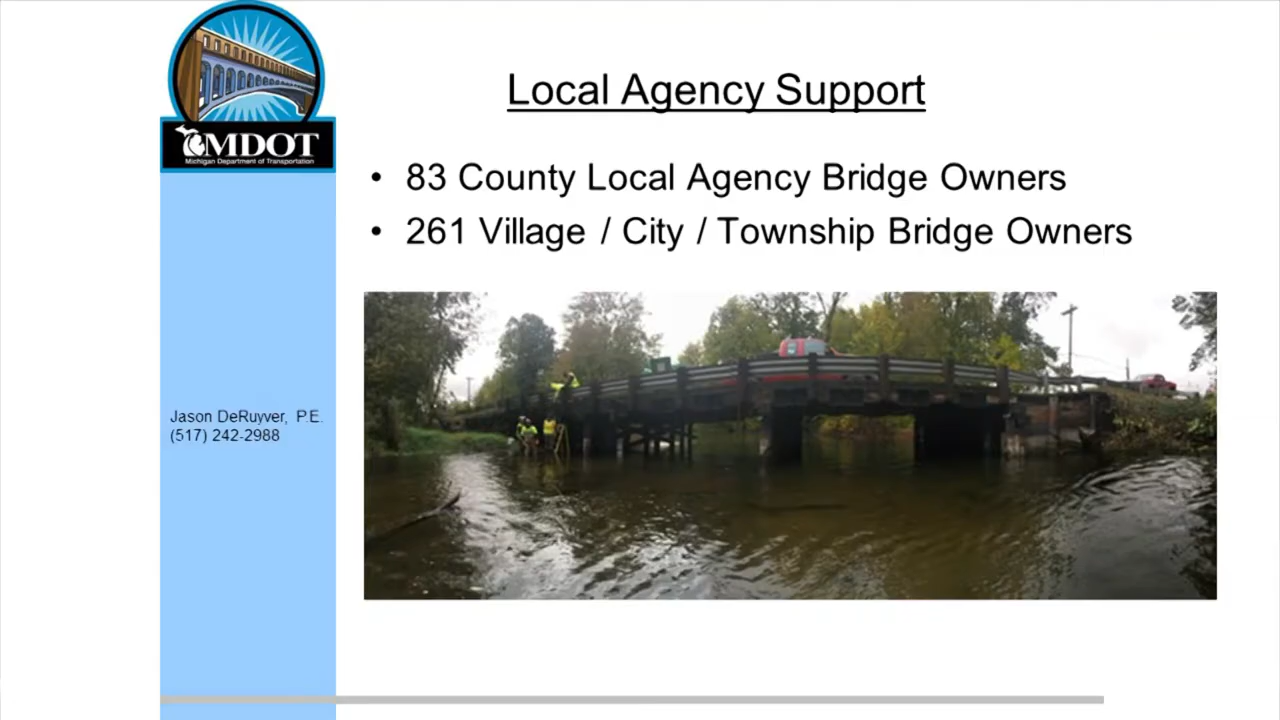 MDOT
Michigan Department of Transportation
Local Agency Support
• 83 County Local Agency Bridge Owners
• 261 Village / City / Township Bridge Owners
Jason DeRuyver, P.E.
(517) 242-2988